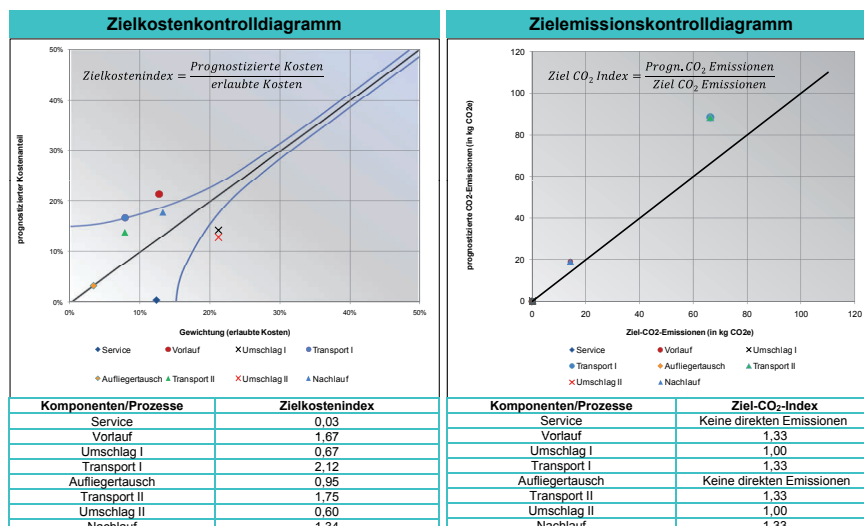 Zielkostenkontrolldiagramm
50%
40%
30%
20%
10%
0%
prognostizierter Kostenanteil
Zielkostenindex = Prognostizierte Kosten
erlaubte Kosten
0% 10% 20% 30% 40% 50%
Gewichtung (erlaubte Kosten)
Service Vorlauf Umschlag I Transport I
Aufliegertausch Transport II Umschlag II Nachlauf
Komponenten/Prozesse Zielkostenindex
Service 0,03
Vorlauf 1,67
Umschlag I 0,67
Transport I 2,12
Aufliegertausch 0,95
Transport II 1,75
Umschlag II 0,60
Nachlauf 1,34
Zielemissionskontrolldiagramm
120
100
80
60
40
20
0
prognostizierte CO2-Emissionen (in kg CO2e)
Ziel CO₂ Index = Progn. CO₂ Emissionen
Ziel CO₂ Emissionen
0 20 40 60 80 100 120
Ziel-CO2-Emissionen (in kg CO2e)
Service Vorlauf Umschlag I
Transport I Aufliegertausch Transport II
Umschlag II Nachlauf
Komponenten/Prozesse Ziel-CO₂-Index
Service Keine direkten Emissionen
Vorlauf 1,33
Umschlag I 1,00
Transport I 1,33
Aufliegertausch Keine direkten Emissionen
Transport II 1,33
Umschlag II 1,00
Nachlauf 1,33